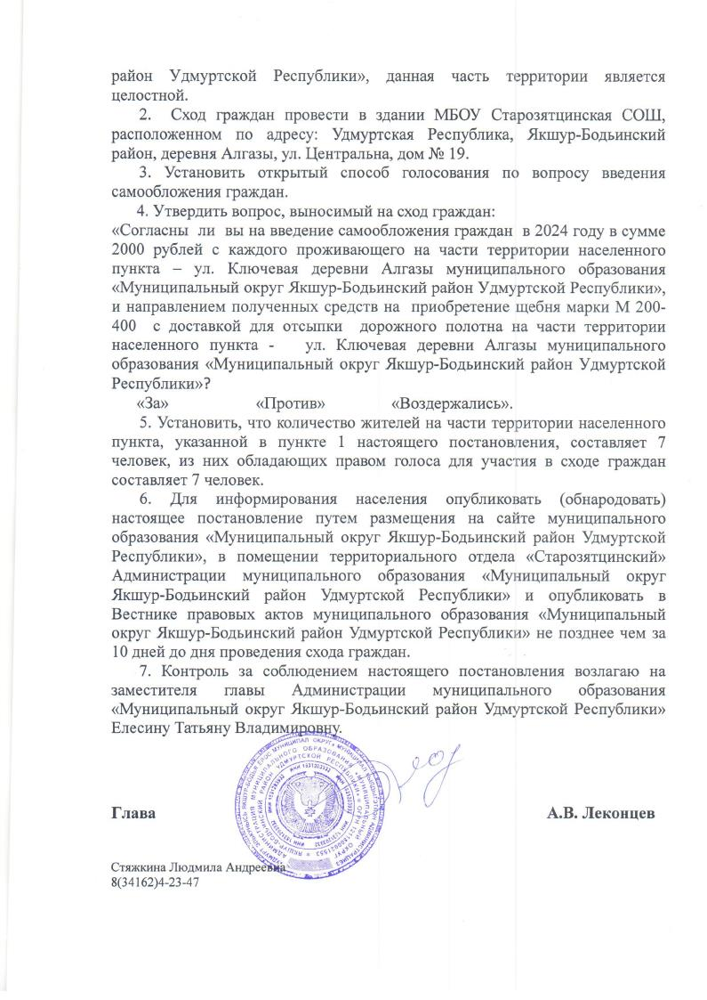 район Удмуртской Республики», данная часть территории является
целостной.
2. Сход граждан провести в здании МБОУ Старозятцинская СОШ,
расположенном по адресу: Удмуртская Республика, Якшур-Бодьинский
район, деревня Алгазы, ул. Центральна, дом № 19.
3. Установить открытый способ голосования по вопросу введения
самообложения граждан.
4. Утвердить вопрос, выносимый на сход граждан:
«Согласны ли вы на введение самообложения граждан в 2024 году в сумме
2000 рублей с каждого проживающего на части территории населенного
пункта – ул. Ключевая деревни Алгазы муниципального образования
«Муниципальный округ Якшур-Бодьинский район Удмуртской Республики»,
и направлением полученных средств на приобретение щебня марки М 200-
400 с доставкой для отсыпки дорожного полотна на части территории
населенного пункта - ул. Ключевая деревни Алгазы муниципального
образования «Муниципальный округ Якшур-Бодьинский район Удмуртской
Республики»?
«За» «Против» «Воздержались».
5. Установить, что количество жителей на части территории населенного
пункта, указанной в пункте 1 настоящего постановления, составляет 7
человек, из них обладающих правом голоса для участия в сходе граждан
составляет 7 человек.
6. Для информирования населения опубликовать (обнародовать)
настоящее постановление путем размещения на сайте муниципального
образования «Муниципальный округ Якшур-Бодьинский район Удмуртской
Республики», в помещении территориального отдела «Старозятцинский»
Администрации муниципального образования «Муниципальный округ
Якшур-Бодьинский район Удмуртской Республики» и опубликовать в
Вестнике правовых актов муниципального образования «Муниципальный
округ Якшур-Бодьинский район Удмуртской Республики» не позднее чем за
10 дней до дня проведения схода граждан.
7. Контроль за соблюдением настоящего постановления возлагаю на
заместителя главы Администрации муниципального образования
«Муниципальный округ Якшур-Бодьинский район Удмуртской Республики»
Елесину Татьяну Владимировну.
Глава А.В. Леконцев
Стяжкина Людмила Андреевна
8(34162)4-23-47